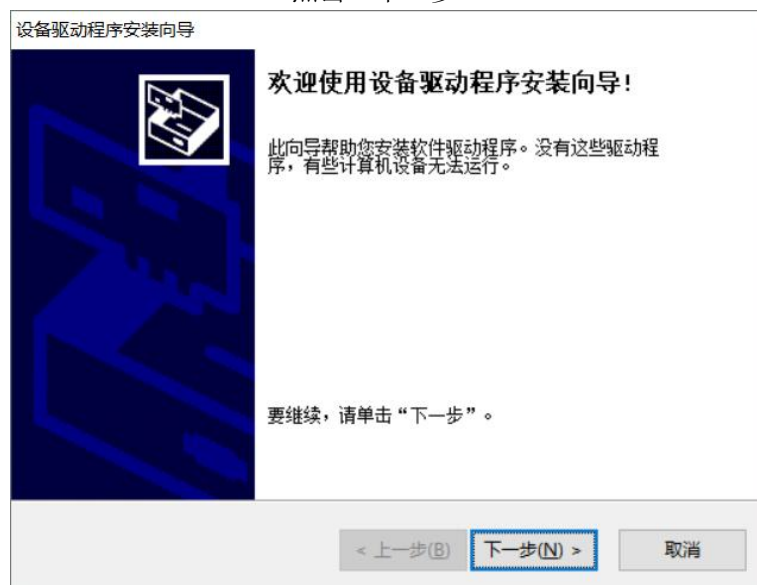 设备驱动程序安装向导
欢迎使用设备驱动程序安装向导!
此向导帮助您安装软件驱动程序。没有这些驱动程
序，有些计算机设备无法运行。
要继续，请单击“下一步”。
< 上一步(B)
下一步(N) >
取消